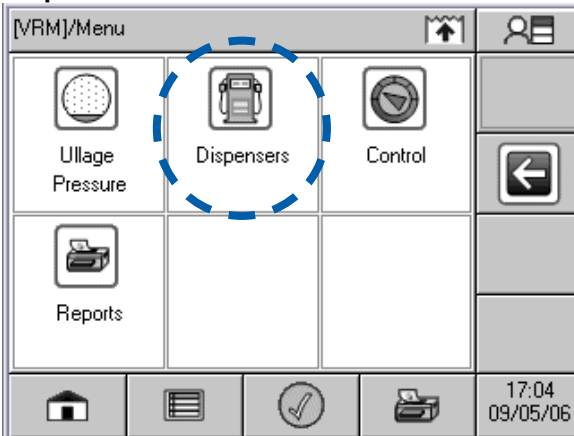 [VRM]/Menu
Ullage
Pressure
Dispensers
Control
Reports
17:04
09/05/06